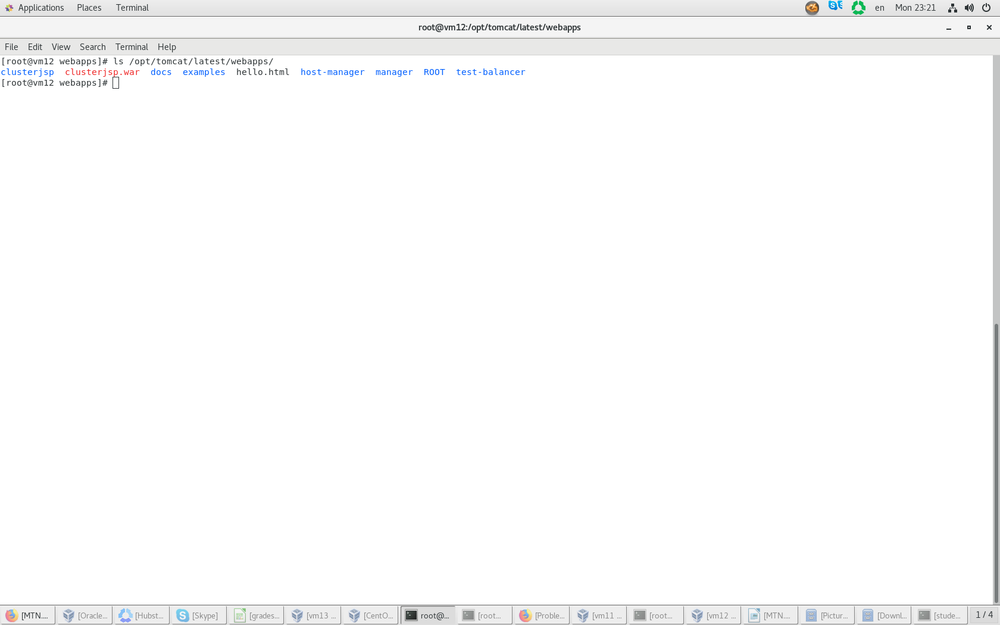 Applications Places Terminal en Mon 23:21
root@vm12:/opt/tomcat/latest/webapps
File Edit View Search Terminal Help
[root@vm12 webapps]# ls /opt/tomcat/latest/webapps/
clusterjsp clusterjsp.war docs examples hello.html host-manager manager ROOT test-balancer
[root@vm12 webapps]#
[MTN.... [Oracle... [Hubst... [Skype] [grades... [vm13 ... [CentO... root@... [root... [Proble... [vm11 ... [root... [vm12 ... [MTN.... [Pictur... [Downl... [stude... 1 / 4